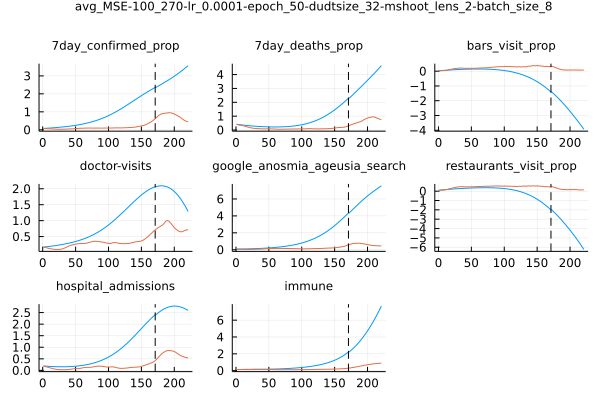 avg_MSE-100_270-lr_0.0001-epoch_50-dudtsize_32-mshoot_lens_2-batch_size_8
7day_confirmed_prop
7day_deaths_prop
bars_visit_prop
3
2
1
0
0 50 100 150 200
4
3
2
1
0
0 50 100 150 200
0
−1
−2
−3
−4
0 50 100 150 200
doctor-visits
google_anosmia_ageusia_search
restaurants_visit_prop
2.0
1.5
1.0
0.5
0 50 100 150 200
6
4
2
0
0 50 100 150 200
0
−1
−2
−3
−4
−5
−6
0 50 100 150 200
hospital_admissions
immune
2.5
2.0
1.5
1.0
0.5
0.0
0 50 100 150 200
6
4
2
0
0 50 100 150 200